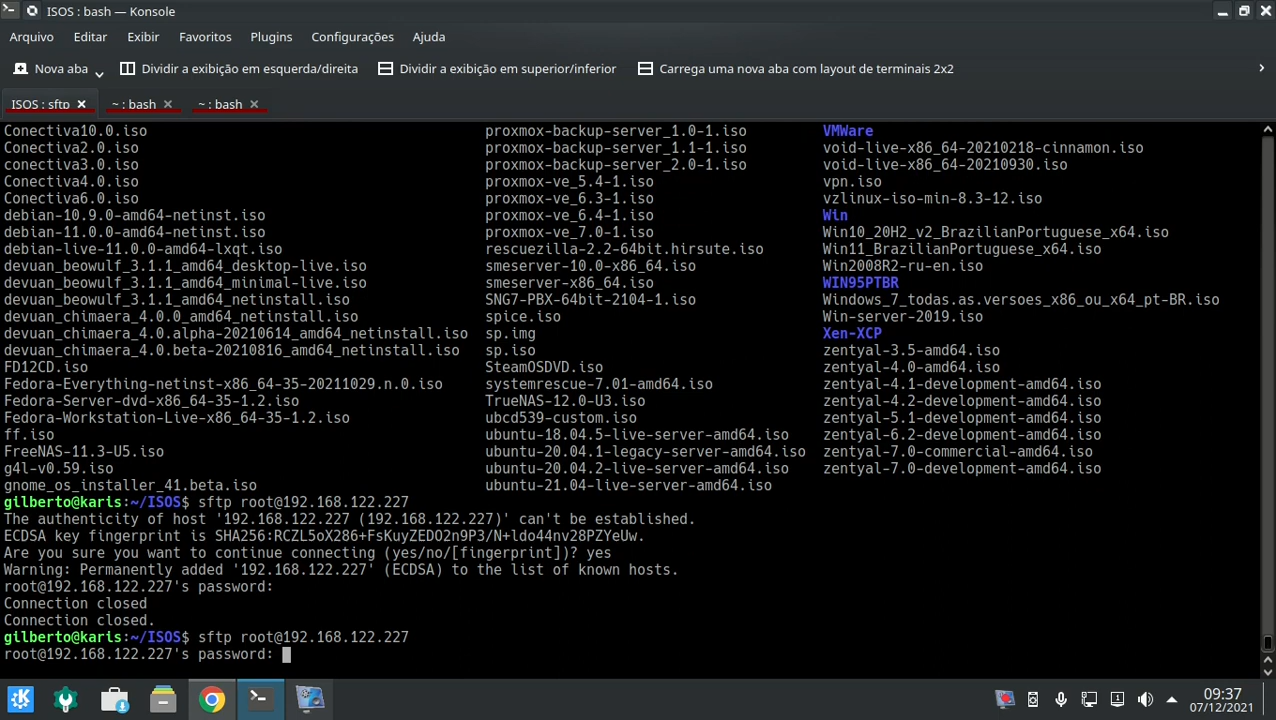 ISOS : bash — Konsole
Arquivo Editar Exibir Favoritos Plugins Configurações Ajuda
Nova aba Dividir a exibição em esquerda/direita Dividir a exibição em superior/inferior Carrega uma nova aba com layout de terminais 2x2
ISOS : sftp ~ : bash ~ : bash
Conectiva10.0.iso proxmox-backup-server_1.0-1.iso VMWare
Conectiva2.0.iso proxmox-backup-server_1.1-1.iso void-live-x86_64-20210218-cinnamon.iso
conectiva3.0.iso proxmox-backup-server_2.0-1.iso void-live-x86_64-20210930.iso
Conectiva4.0.iso proxmox-ve_5.4-1.iso vpn.iso
Conectiva6.0.iso proxmox-ve_6.3-1.iso vzlinux-iso-min-8.3-12.iso
debian-10.9.0-amd64-netinst.iso proxmox-ve_6.4-1.iso Win
debian-11.0.0-amd64-netinst.iso proxmox-ve_7.0-1.iso Win10_20H2_v2_BrazilianPortuguese_x64.iso
debian-live-11.0.0-amd64-lxqt.iso rescuezilla-2.2-64bit.hirsute.iso Win11_BrazilianPortuguese_x64.iso
devuan_beowulf_3.1.1_amd64_desktop-live.iso smeserver-10.0-x86_64.iso Win2008R2-ru-en.iso
devuan_beowulf_3.1.1_amd64_minimal-live.iso smeserver-x86_64.iso WIN95PTBR
devuan_beowulf_3.1.1_amd64_netinstall.iso SNG7-PBX-64bit-2104-1.iso Windows_7_todas.as.versoes_x86_ou_x64_pt-BR.iso
devuan_chimaera_4.0.0_amd64_netinstall.iso spice.iso Win-server-2019.iso
devuan_chimaera_4.0.alpha-20210614_amd64_netinstall.iso sp.img Xen-XCP
devuan_chimaera_4.0.beta-20210816_amd64_netinstall.iso sp.iso zentyal-3.5-amd64.iso
FD12CD.iso SteamOSDVD.iso zentyal-4.0-amd64.iso
Fedora-Everything-netinst-x86_64-35-20211029.n.0.iso systemrescue-7.01-amd64.iso zentyal-4.1-development-amd64.iso
Fedora-Server-dvd-x86_64-35-1.2.iso TrueNAS-12.0-U3.iso zentyal-4.2-development-amd64.iso
Fedora-Workstation-Live-x86_64-35-1.2.iso ubcd539-custom.iso zentyal-5.1-development-amd64.iso
ff.iso ubuntu-18.04.5-live-server-amd64.iso zentyal-6.2-development-amd64.iso
FreeNAS-11.3-U5.iso ubuntu-20.04.1-legacy-server-amd64.iso zentyal-7.0-commercial-amd64.iso
g4l-v0.59.iso ubuntu-20.04.2-live-server-amd64.iso zentyal-7.0-development-amd64.iso
gnome_os_installer_41.beta.iso ubuntu-21.04-live-server-amd64.iso
gilberto@karis:~/ISOS$ sftp root@192.168.122.227
The authenticity of host '192.168.122.227 (192.168.122.227)' can't be established.
ECDSA key fingerprint is SHA256:RCZL5oX286+FsKuyZEDO2n9P3/N+ldo44nv28PZYeUw.
Are you sure you want to continue connecting (yes/no/[fingerprint])? yes
Warning: Permanently added '192.168.122.227' (ECDSA) to the list of known hosts.
root@192.168.122.227's password:
Connection closed
Connection closed.
gilberto@karis:~/ISOS$ sftp root@192.168.122.227
root@192.168.122.227's password:
09:37
07/12/2021